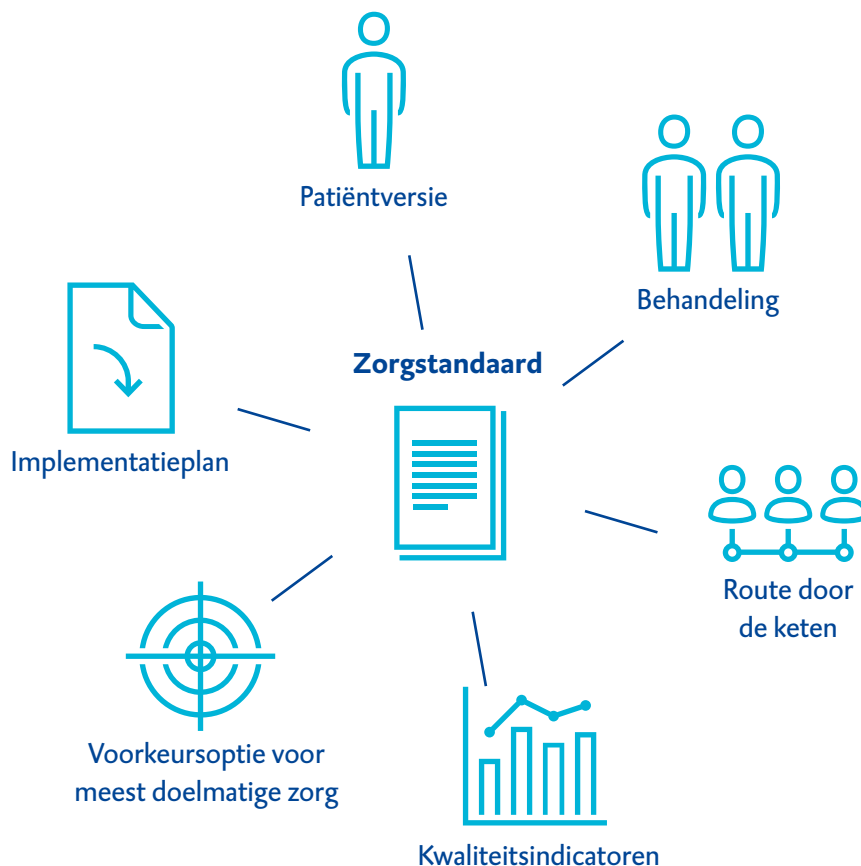 Patiëntversie
Behandeling
Zorgstandaard
Implementatieplan
Route door
de keten
Voorkeursoptie voor
meest doelmatige zorg
Kwaliteitsindicatoren